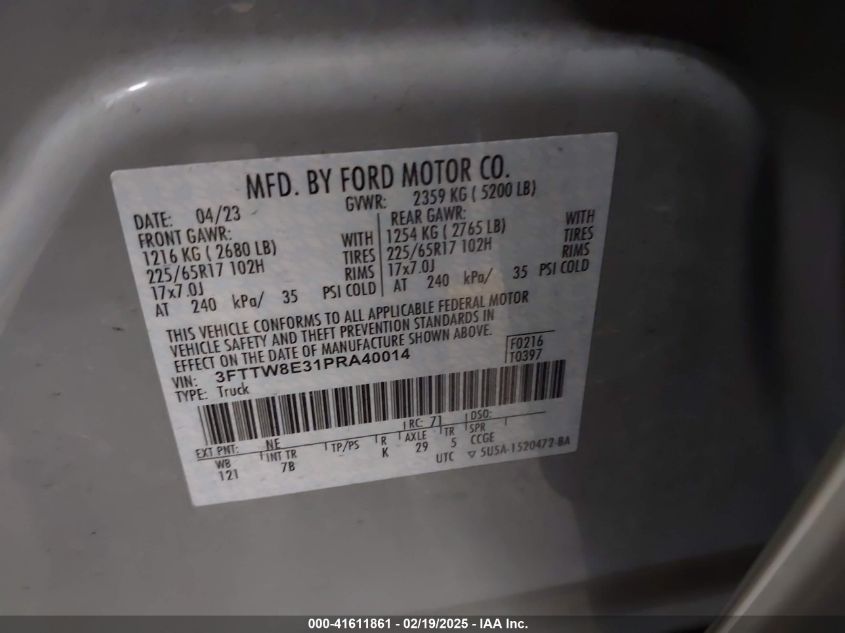 MFD. BY FORD MOTOR CO.
DATE: 04/23 GVWR: 2359 KG ( 5200 LB)
FRONT GAWR: REAR GAWR:
1216 KG ( 2680 LB) WITH 1254 KG ( 2765 LB) WITH
225/65R17 102H TIRES 225/65R17 102H TIRES
17x7.0J RIMS 17x7.0J RIMS
AT 240 kPa/ 35 PSI COLD AT 240 kPa/ 35 PSI COLD
THIS VEHICLE CONFORMS TO ALL APPLICABLE FEDERAL MOTOR
VEHICLE SAFETY AND THEFT PREVENTION STANDARDS IN
EFFECT ON THE DATE OF MANUFACTURE SHOWN ABOVE.
VIN: 3FTTW8E31PRA40014 F0216
TYPE: Truck T0397
EXT PNT: NE RC: 71 DSO:
WB INT TR TP/PS R AXLE TR SPR
121 7B K 29 5 CCGE
UTC ▽ 5U5A-1520472-BA
000-41611861 - 02/19/2025 - IAA Inc.